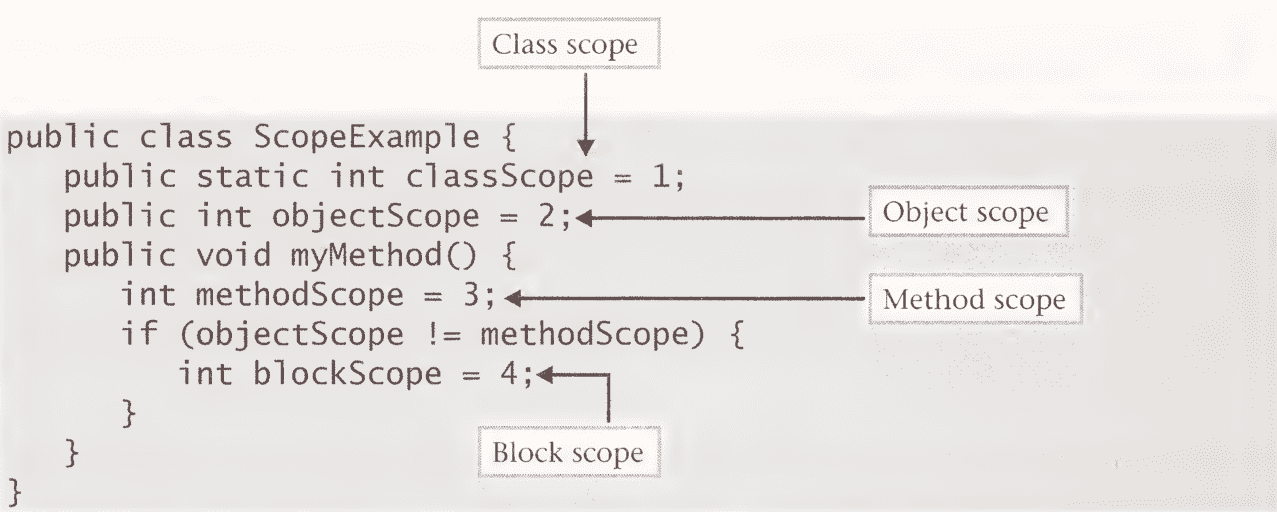 Class scope
public class ScopeExample {
public static int classScope = 1;
public int objectScope = 2;
Object scope
public void myMethod() {
int methodScope = 3;
Method scope
if (objectScope != methodScope) {
int blockScope = 4;
}
Block scope
}
}